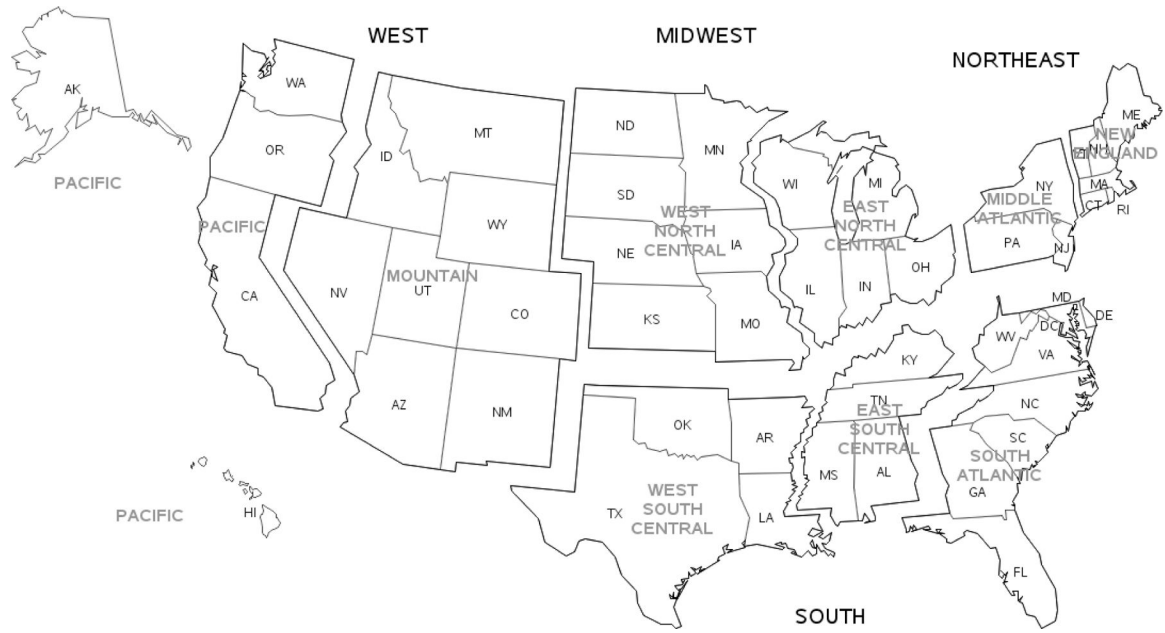 WEST
MIDWEST
NORTHEAST
AK
WA
ME
MT
ND
OR
ID
MN
NH
NEW
ENGLAND
PACIFIC
WI
MI
NY
MA
SD
MIDDLE
ATLANTIC
CT
RI
WEST
NORTH
CENTRAL
EAST
NORTH
CENTRAL
PACIFIC
WY
NE
IA
PA
NJ
MOUNTAIN
UT
NV
CA
CO
KS
MO
IL
IN
OH
MD
DE
DC
WV
VA
KY
AZ
NM
TN
NC
EAST
SOUTH
CENTRAL
OK
AR
SC
SOUTH
ATLANTIC
MS
AL
GA
WEST
SOUTH
CENTRAL
TX
LA
PACIFIC
HI
FL
SOUTH